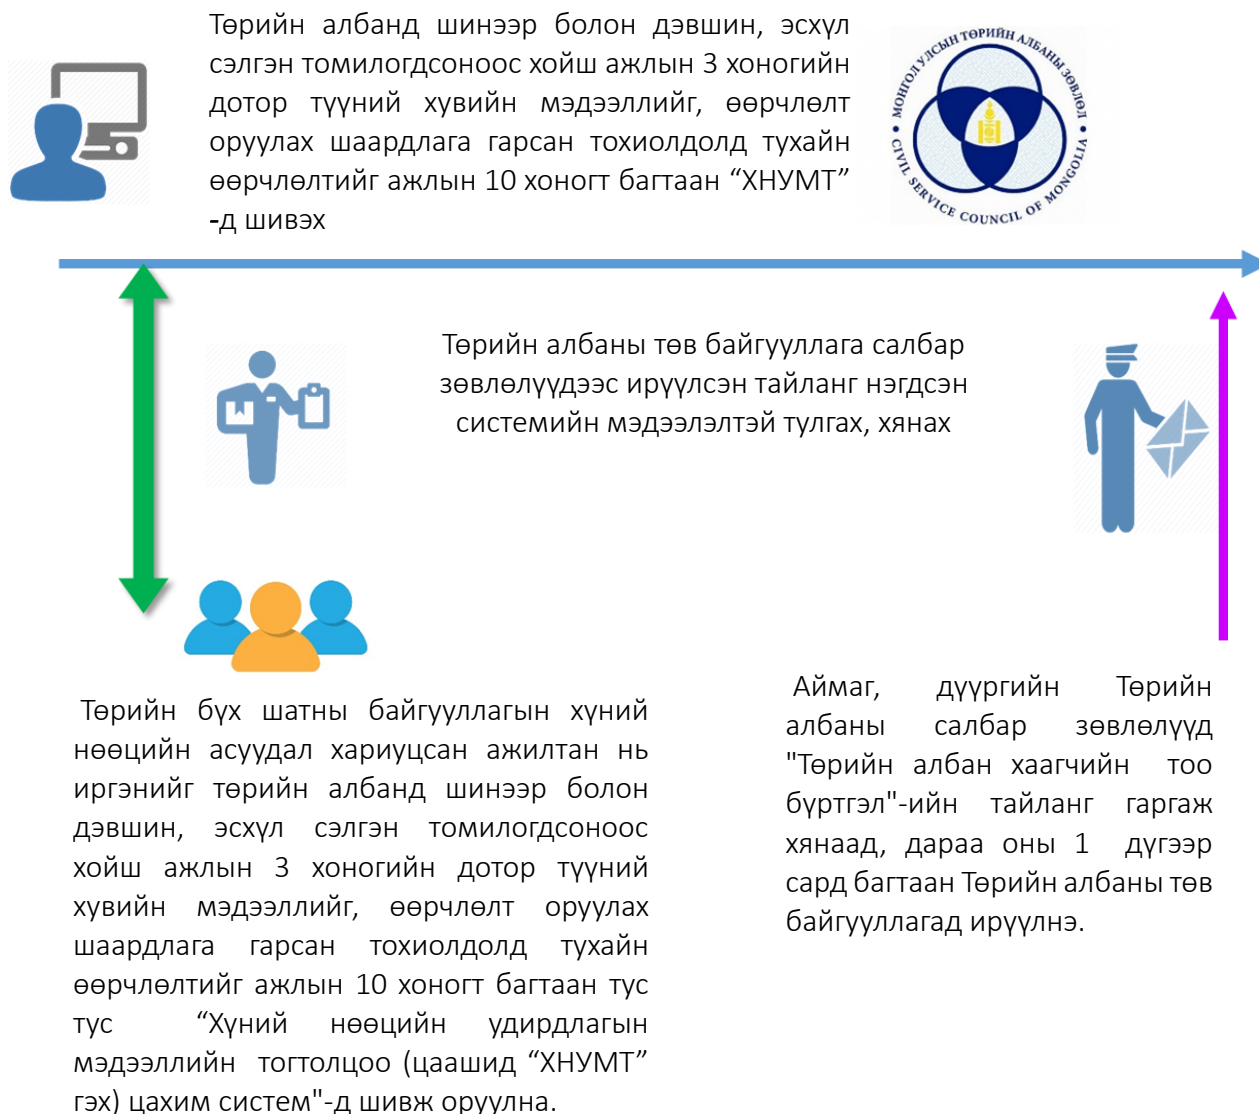 Төрийн албанд шинээр болон дэвшин, эсхүл
сэлгэн томилогдсоноос хойш ажлын 3 хоногийн
дотор түүний хувийн мэдээллийг, өөрчлөлт
оруулах шаардлага гарсан тохиолдолд тухайн
өөрчлөлтийг ажлын 10 хоногт багтаан “ХНУМТ”
-д шивэх
МОНГОЛ УЛСЫН ТӨРИЙН АЛБАНЫ ЗӨВЛӨЛ
CIVIL SERVICE COUNCIL OF MONGOLIA
Төрийн албаны төв байгууллага салбар
зөвлөлүүдээс ирүүлсэн тайланг нэгдсэн
системийн мэдээлэлтэй тулгах, хянах
Төрийн бүх шатны байгууллагын хүний
нөөцийн асуудал хариуцсан ажилтан нь
иргэнийг төрийн албанд шинээр болон
дэвшин, эсхүл сэлгэн томилогдсоноос
хойш ажлын 3 хоногийн дотор түүний
хувийн мэдээллийг, өөрчлөлт оруулах
шаардлага гарсан тохиолдолд тухайн
өөрчлөлтийг ажлын 10 хоногт багтаан тус
тус “Хүний нөөцийн удирдлагын
мэдээллийн тогтолцоо (цаашид “ХНУМТ”
гэх) цахим систем"-д шивж оруулна.
Аймаг, дүүргийн Төрийн
албаны салбар зөвлөлүүд
"Төрийн албан хаагчийн тоо
бүртгэл"-ийн тайланг гаргаж
хянаад, дараа оны 1 дүгээр
сард багтаан Төрийн албаны төв
байгууллагад ирүүлнэ.